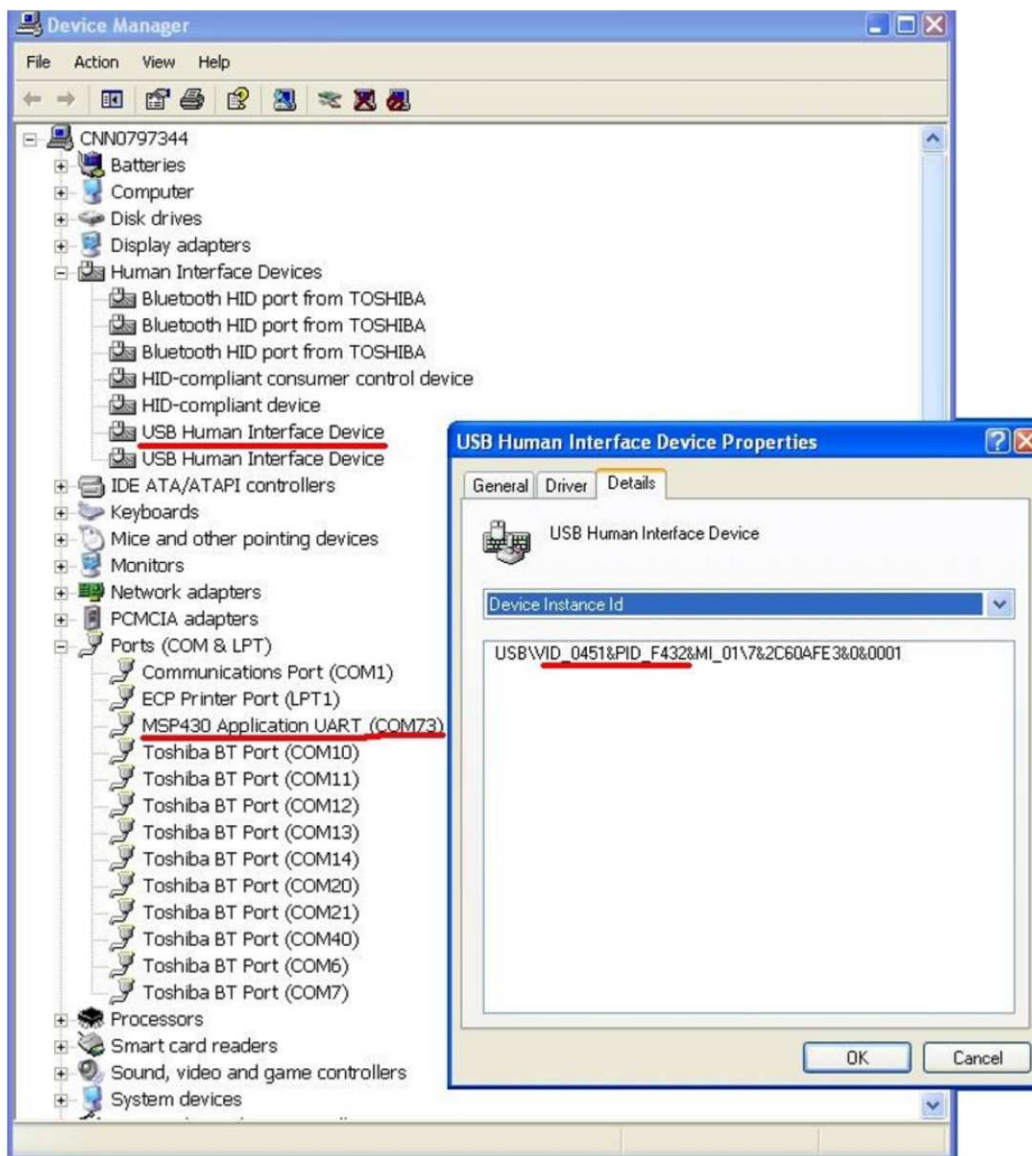 Device Manager
File Action View Help
CNN0797344
Batteries
Computer
Disk drives
Display adapters
Human Interface Devices
Bluetooth HID port from TOSHIBA
Bluetooth HID port from TOSHIBA
Bluetooth HID port from TOSHIBA
HID-compliant consumer control device
HID-compliant device
USB Human Interface Device
USB Human Interface Device
IDE ATA/ATAPI controllers
Keyboards
Mice and other pointing devices
Monitors
Network adapters
PCMCIA adapters
Ports (COM & LPT)
Communications Port (COM1)
ECP Printer Port (LPT1)
MSP430 Application UART (COM73)
Toshiba BT Port (COM10)
Toshiba BT Port (COM11)
Toshiba BT Port (COM12)
Toshiba BT Port (COM13)
Toshiba BT Port (COM14)
Toshiba BT Port (COM20)
Toshiba BT Port (COM21)
Toshiba BT Port (COM40)
Toshiba BT Port (COM6)
Toshiba BT Port (COM7)
Processors
Smart card readers
Sound, video and game controllers
System devices
USB Human Interface Device Properties
General Driver Details
USB Human Interface Device
Device Instance Id
USB\VID_0451&PID_F432&MI_01\7&2C60AFE3&0&0001
OK Cancel